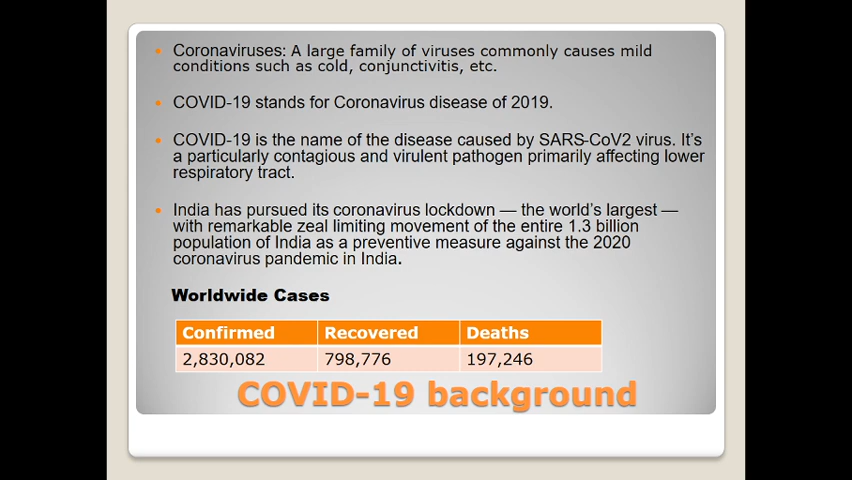 Coronaviruses: A large family of viruses commonly causes mild
conditions such as cold, conjunctivitis, etc.
COVID-19 stands for Coronavirus disease of 2019.
COVID-19 is the name of the disease caused by SARS-CoV2 virus. It's
a particularly contagious and virulent pathogen primarily affecting lower
respiratory tract.
India has pursued its coronavirus lockdown — the world's largest —
with remarkable zeal limiting movement of the entire 1.3 billion
population of India as a preventive measure against the 2020
coronavirus pandemic in India.
Worldwide Cases
Confirmed Recovered Deaths
2,830,082 798,776 197,246
COVID-19 background